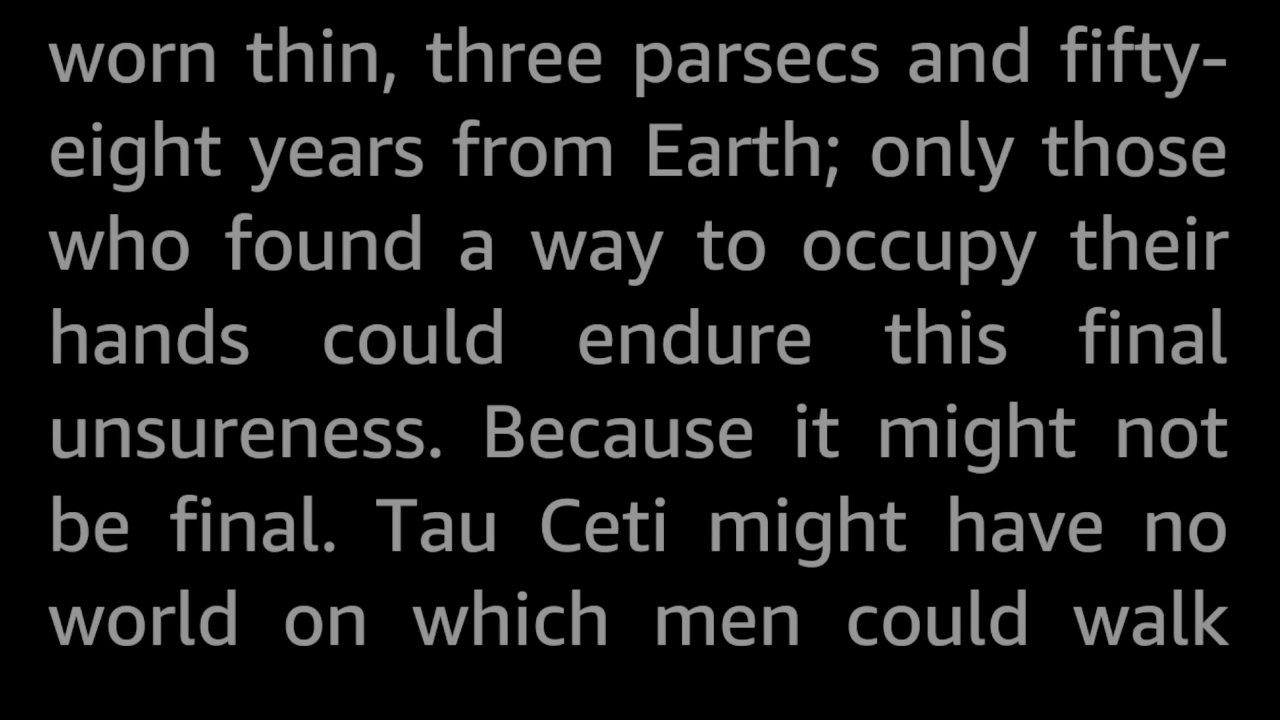 worn thin, three parsecs and fifty-
eight years from Earth; only those
who found a way to occupy their
hands could endure this final
unsureness. Because it might not
be final. Tau Ceti might have no
world on which men could walk